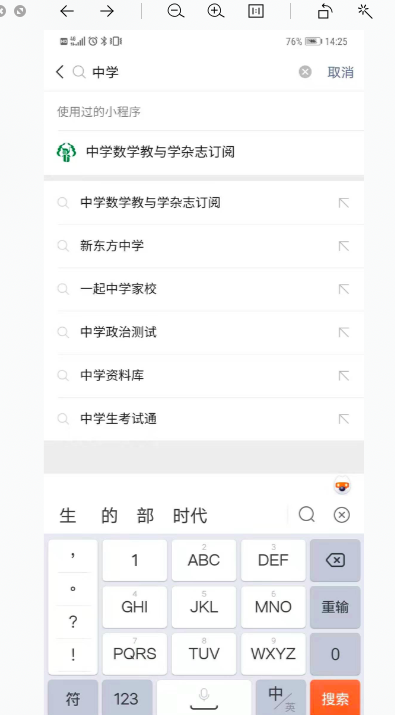 76% 14:25
中学 取消
使用过的小程序
中学数学教与学杂志订阅
中学数学教与学杂志订阅
新东方中学
一起中学家校
中学政治测试
中学资料库
中学生考试通
生 的 部 时代
， 1 2 ABC 3 DEF
。 4 GHI 5 JKL 6 MNO 重输
？
！ 7 PQRS 8 TUV 9 WXYZ 0
符 123 中/英 搜索